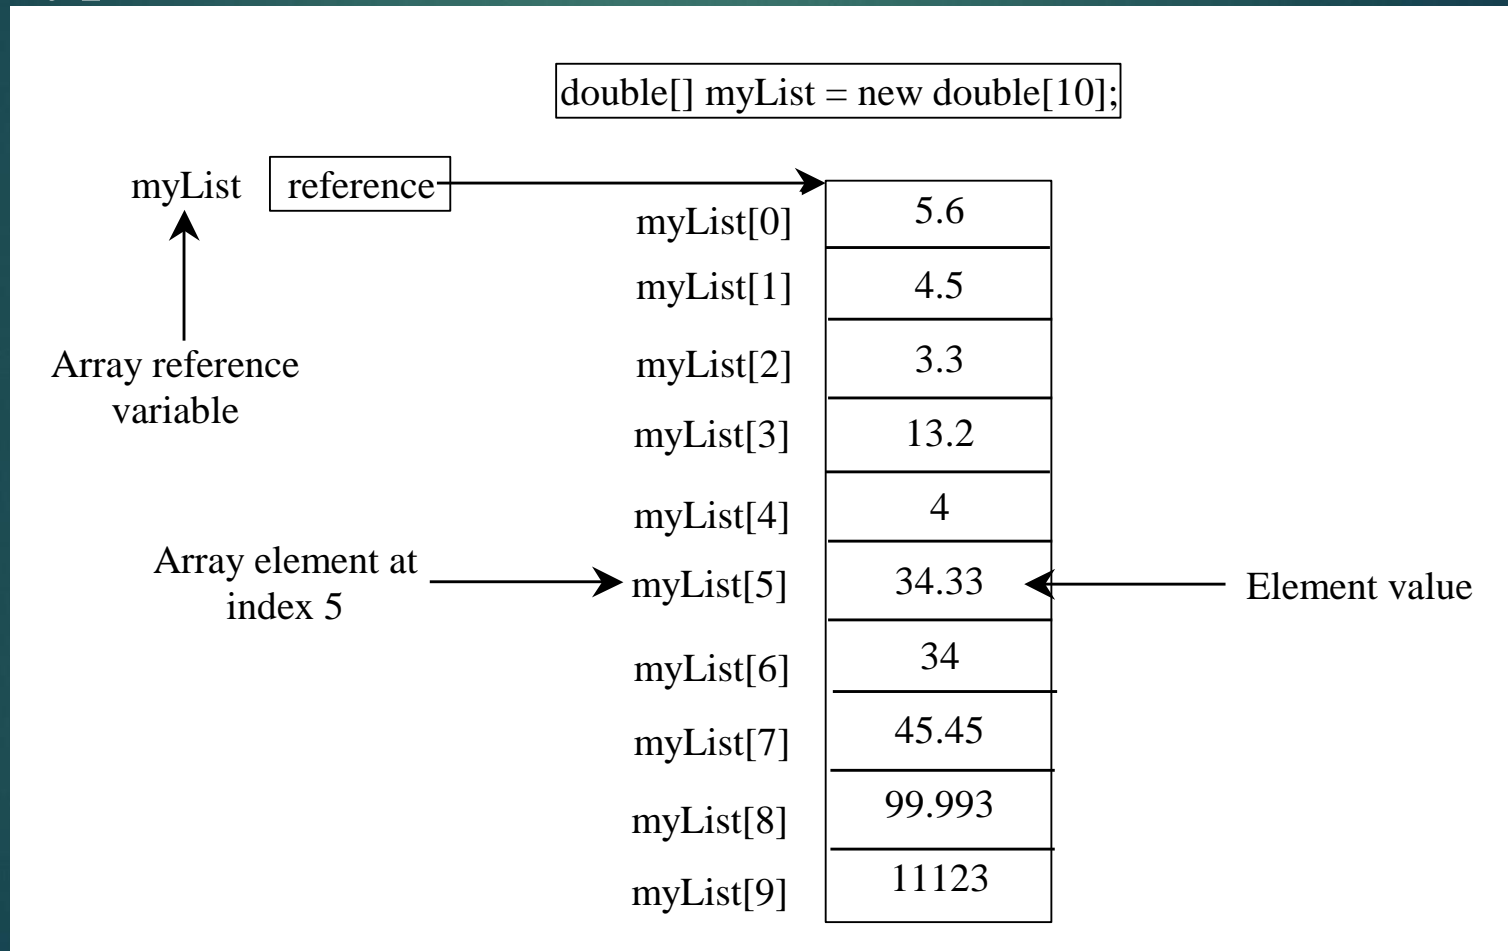 double[] myList = new double[10];
myList reference
myList[0] 5.6
myList[1] 4.5
Array reference
variable
myList[2] 3.3
myList[3] 13.2
myList[4] 4
Array element at
index 5
myList[5] 34.33 Element value
myList[6] 34
myList[7] 45.45
myList[8] 99.993
myList[9] 11123